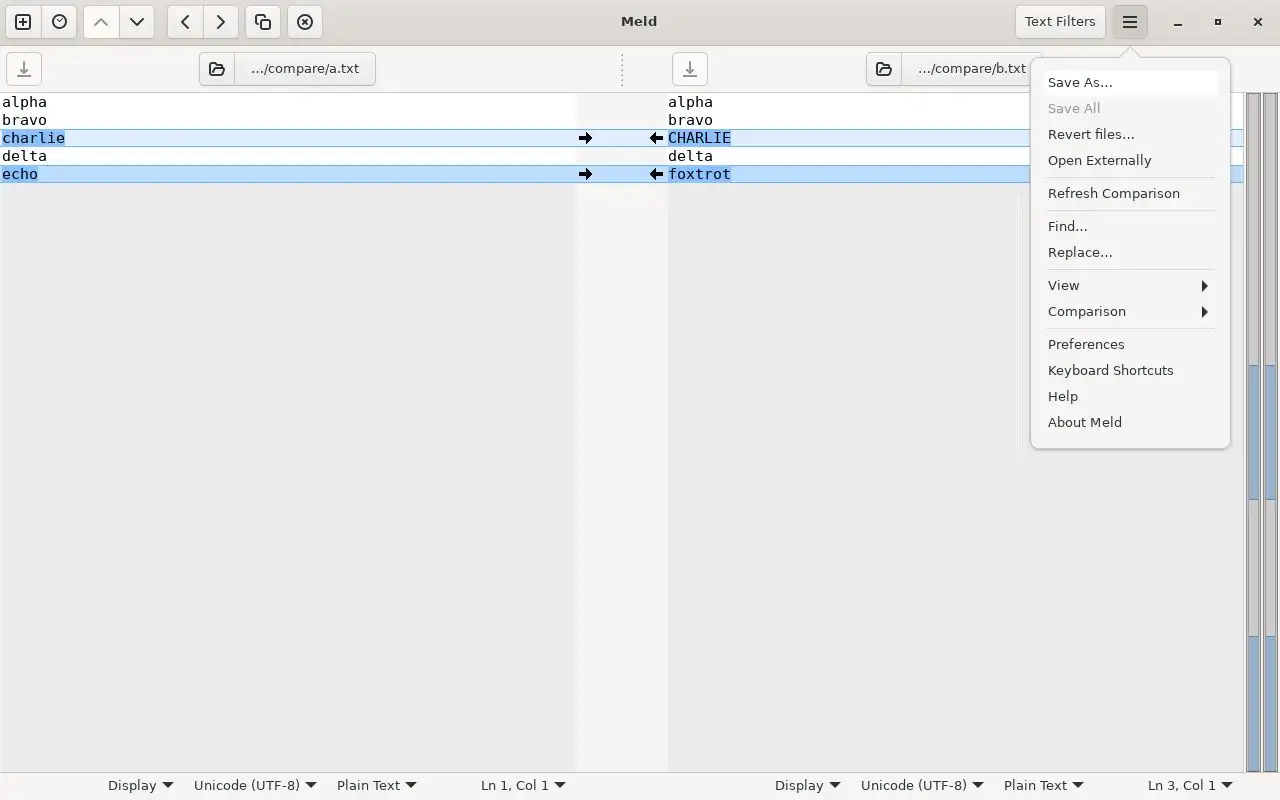 Meld
Text Filters
.../compare/a.txt
.../compare/b.txt
alpha
bravo
charlie
delta
echo
alpha
bravo
CHARLIE
delta
foxtrot
Save As...
Save All
Revert files...
Open Externally
Refresh Comparison
Find...
Replace...
View
Comparison
Preferences
Keyboard Shortcuts
Help
About Meld
Display
Unicode (UTF-8)
Plain Text
Ln 1, Col 1
Display
Unicode (UTF-8)
Plain Text
Ln 3, Col 1